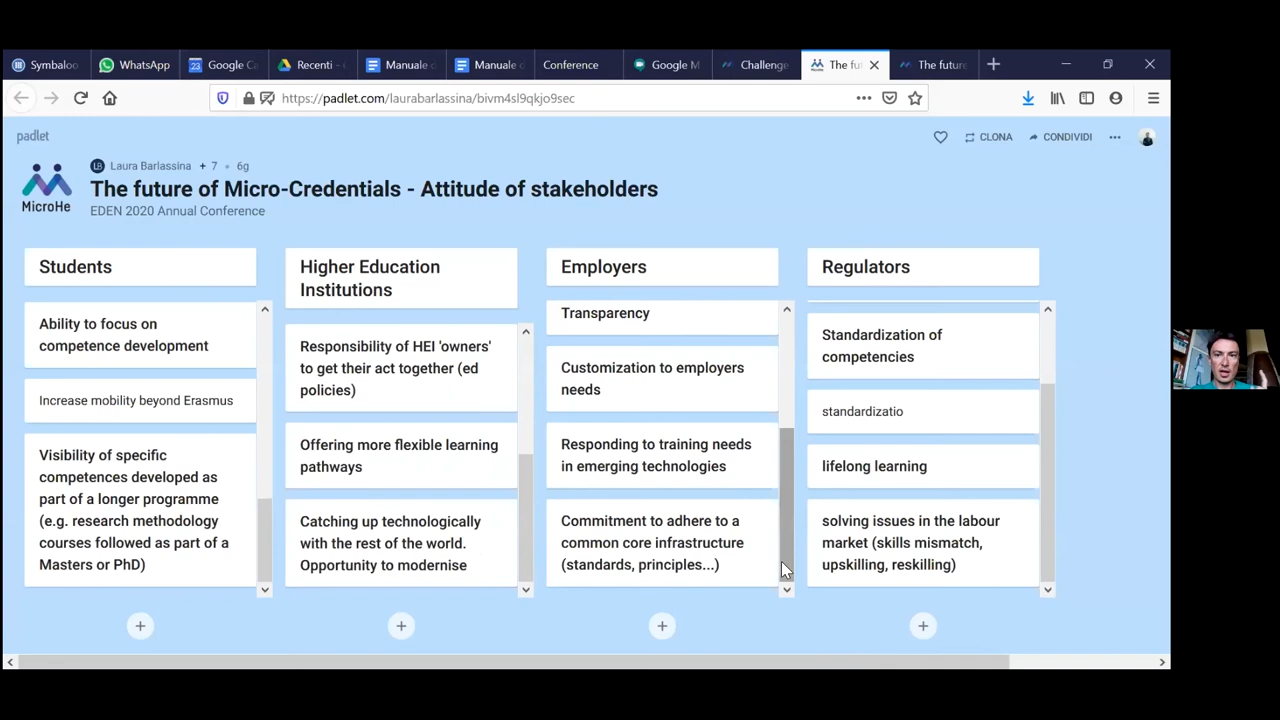 Symbaloo
WhatsApp
23
Google Ca
Recenti -
Manuale
Manuale
Conference
Google M
Challenge
The fu
The future
https://padlet.com/laurabarlassina/bivm4sl9qkjo9sec
padlet
CLONA
CONDIVIDI
LB Laura Barlassina + 7 • 6g
The future of Micro-Credentials - Attitude of stakeholders
EDEN 2020 Annual Conference
MicroHe
Students
Ability to focus on
competence development
Increase mobility beyond Erasmus
Visibility of specific
competences developed as
part of a longer programme
(e.g. research methodology
courses followed as part of a
Masters or PhD)
Higher Education
Institutions
Responsibility of HEI 'owners'
to get their act together (ed
policies)
Offering more flexible learning
pathways
Catching up technologically
with the rest of the world.
Opportunity to modernise
Employers
Transparency
Customization to employers
needs
Responding to training needs
in emerging technologies
Commitment to adhere to a
common core infrastructure
(standards, principles...)
Regulators
Standardization of
competencies
standardizatio
lifelong learning
solving issues in the labour
market (skills mismatch,
upskilling, reskilling)